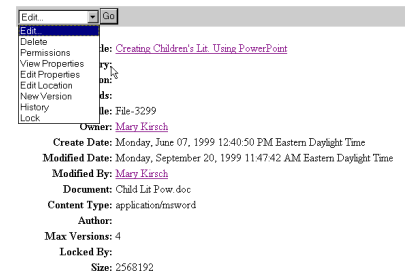 Edit... Go
Edit...
Delete
Permissions
View Properties
Edit Properties
Edit Location
New Version
History
Lock
le: Creating Children's Lit. Using PowerPoint
ry:
on:
ds:
lle: File-3299
Owner: Mary Kirsch
Create Date: Monday, June 07, 1999 12:40:50 PM Eastern Daylight Time
Modified Date: Monday, September 20, 1999 11:47:42 AM Eastern Daylight Time
Modified By: Mary Kirsch
Document: Child Lit Pow.doc
Content Type: application/msword
Author:
Max Versions: 4
Locked By:
Size: 2568192